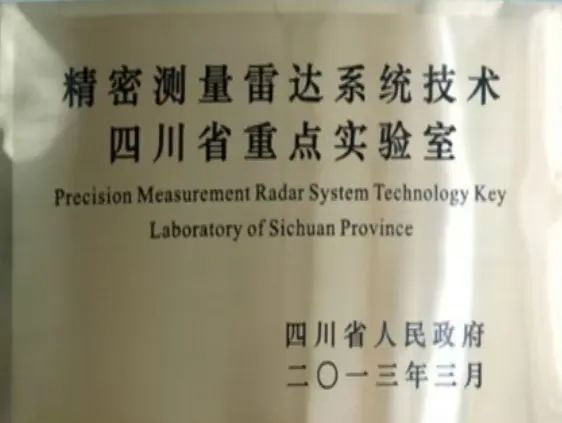 精密测量雷达系统技术
四川省重点实验室
Precision Measurement Radar System Technology Key
Laboratory of Sichuan Province
四川省人民政府
二〇一三年三月